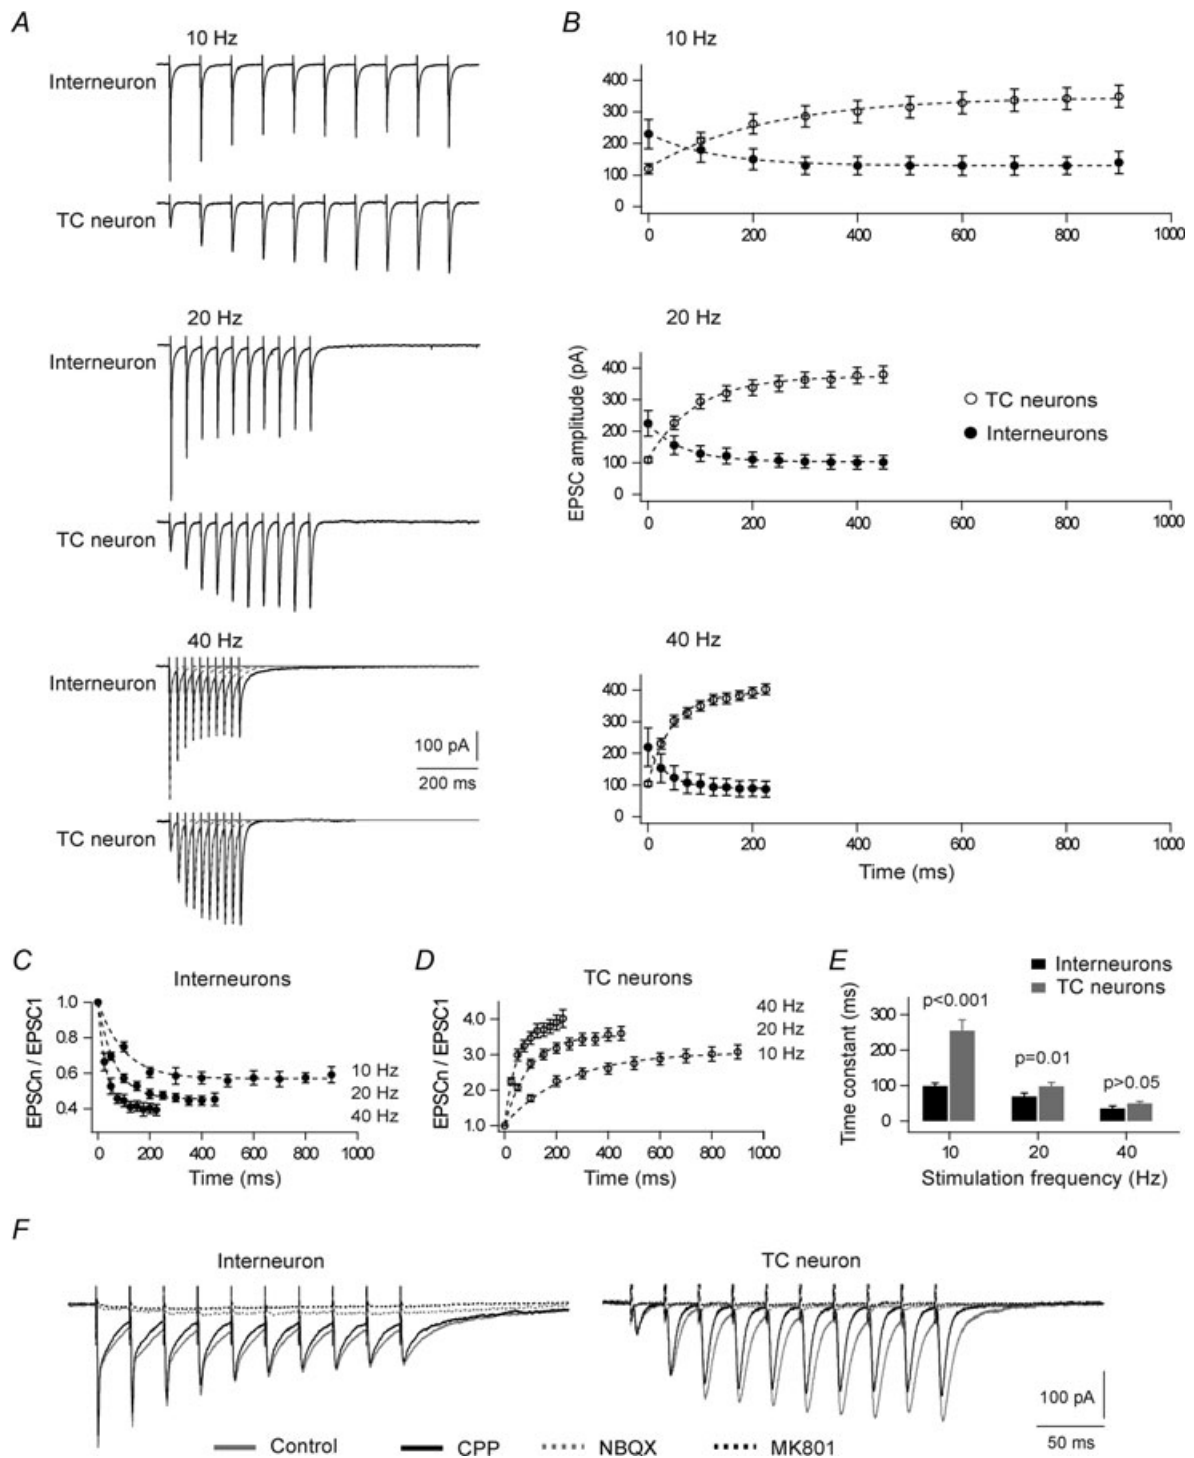 A
10 Hz
Interneuron
TC neuron
20 Hz
Interneuron
TC neuron
40 Hz
Interneuron
100 pA
200 ms
TC neuron
B
10 Hz
400
300
200
100
0
0 200 400 600 800 1000
20 Hz
EPSC amplitude (pA)
400
300
200
100
0
TC neurons
Interneurons
0 200 400 600 800 1000
40 Hz
400
300
200
100
0
0 200 400 600 800 1000
Time (ms)
C
Interneurons
EPSCn / EPSC1
1.0
0.8
0.6
0.4
10 Hz
20 Hz
40 Hz
0 200 400 600 800 1000
Time (ms)
D
TC neurons
EPSCn / EPSC1
4.0
3.0
2.0
1.0
40 Hz
20 Hz
10 Hz
0 200 400 600 800 1000
Time (ms)
E
Interneurons
TC neurons
Time constant (ms)
300
200
100
0
p<0.001
p=0.01
p>0.05
10 20 40
Stimulation frequency (Hz)
F
Interneuron
TC neuron
100 pA
50 ms
Control CPP NBQX MK801